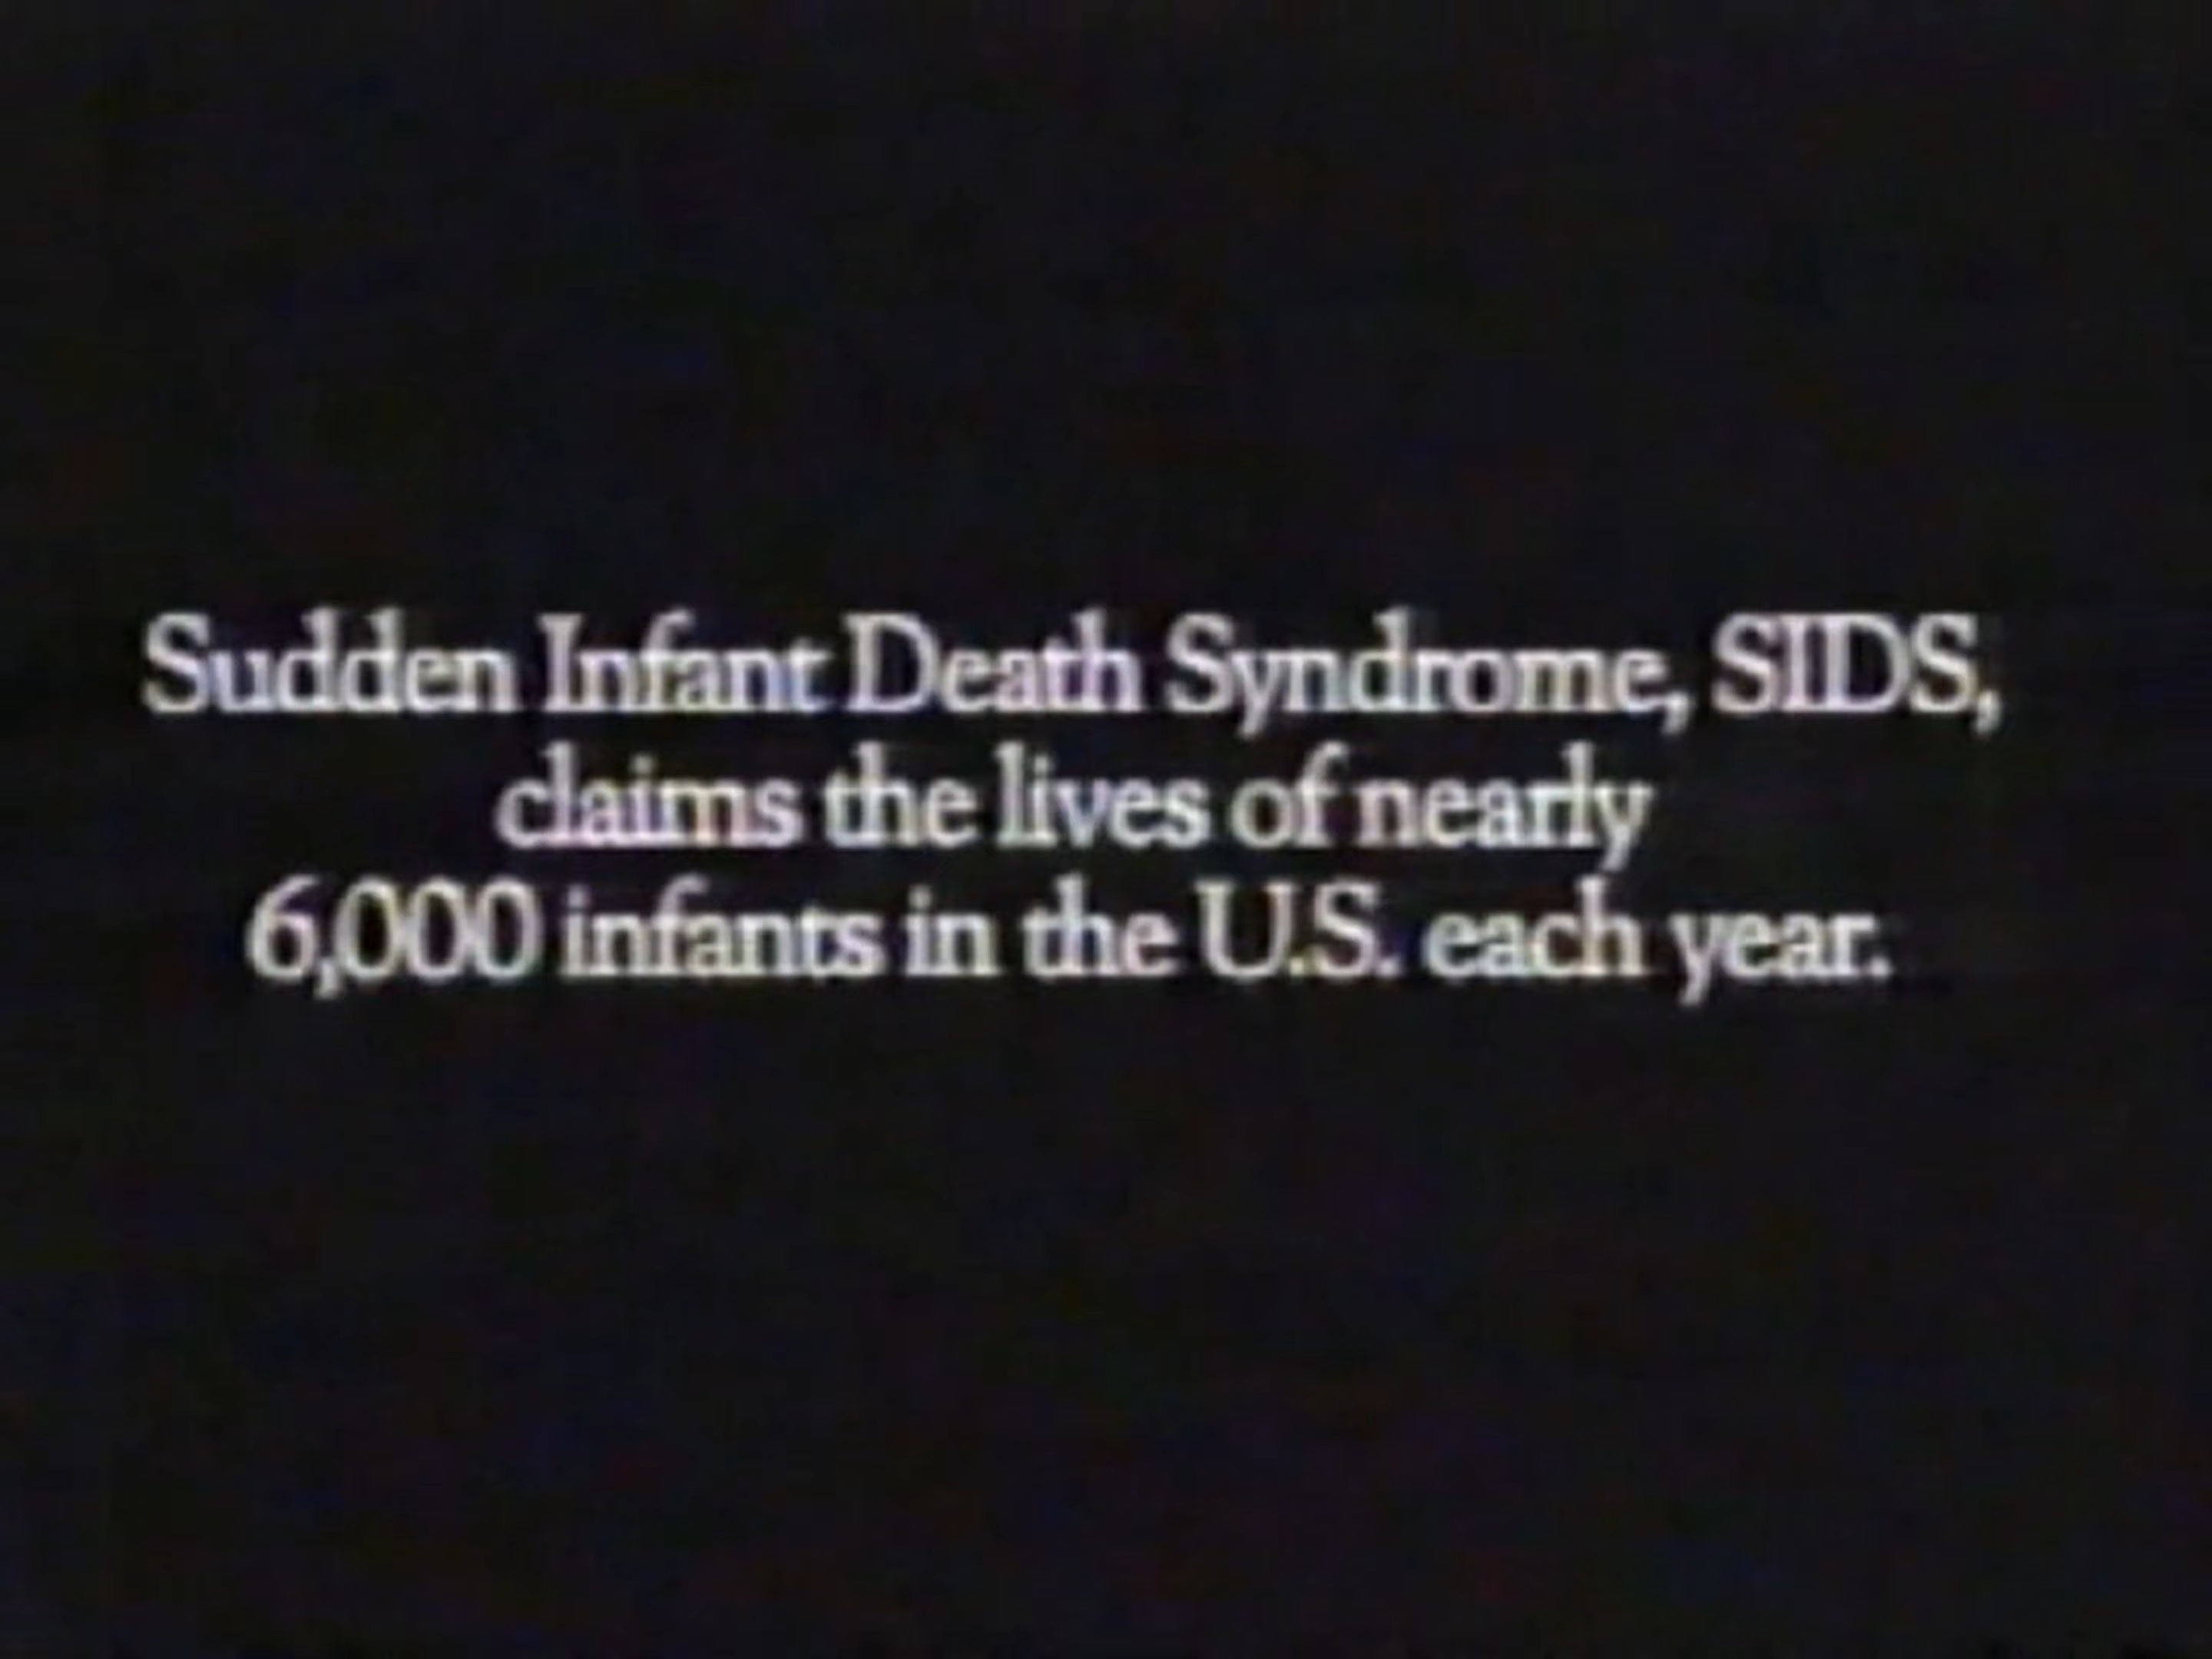 Sudden Infant Death Syndrome, SIDS,
claims the lives of nearly
6,000 infants in the U.S. each year.